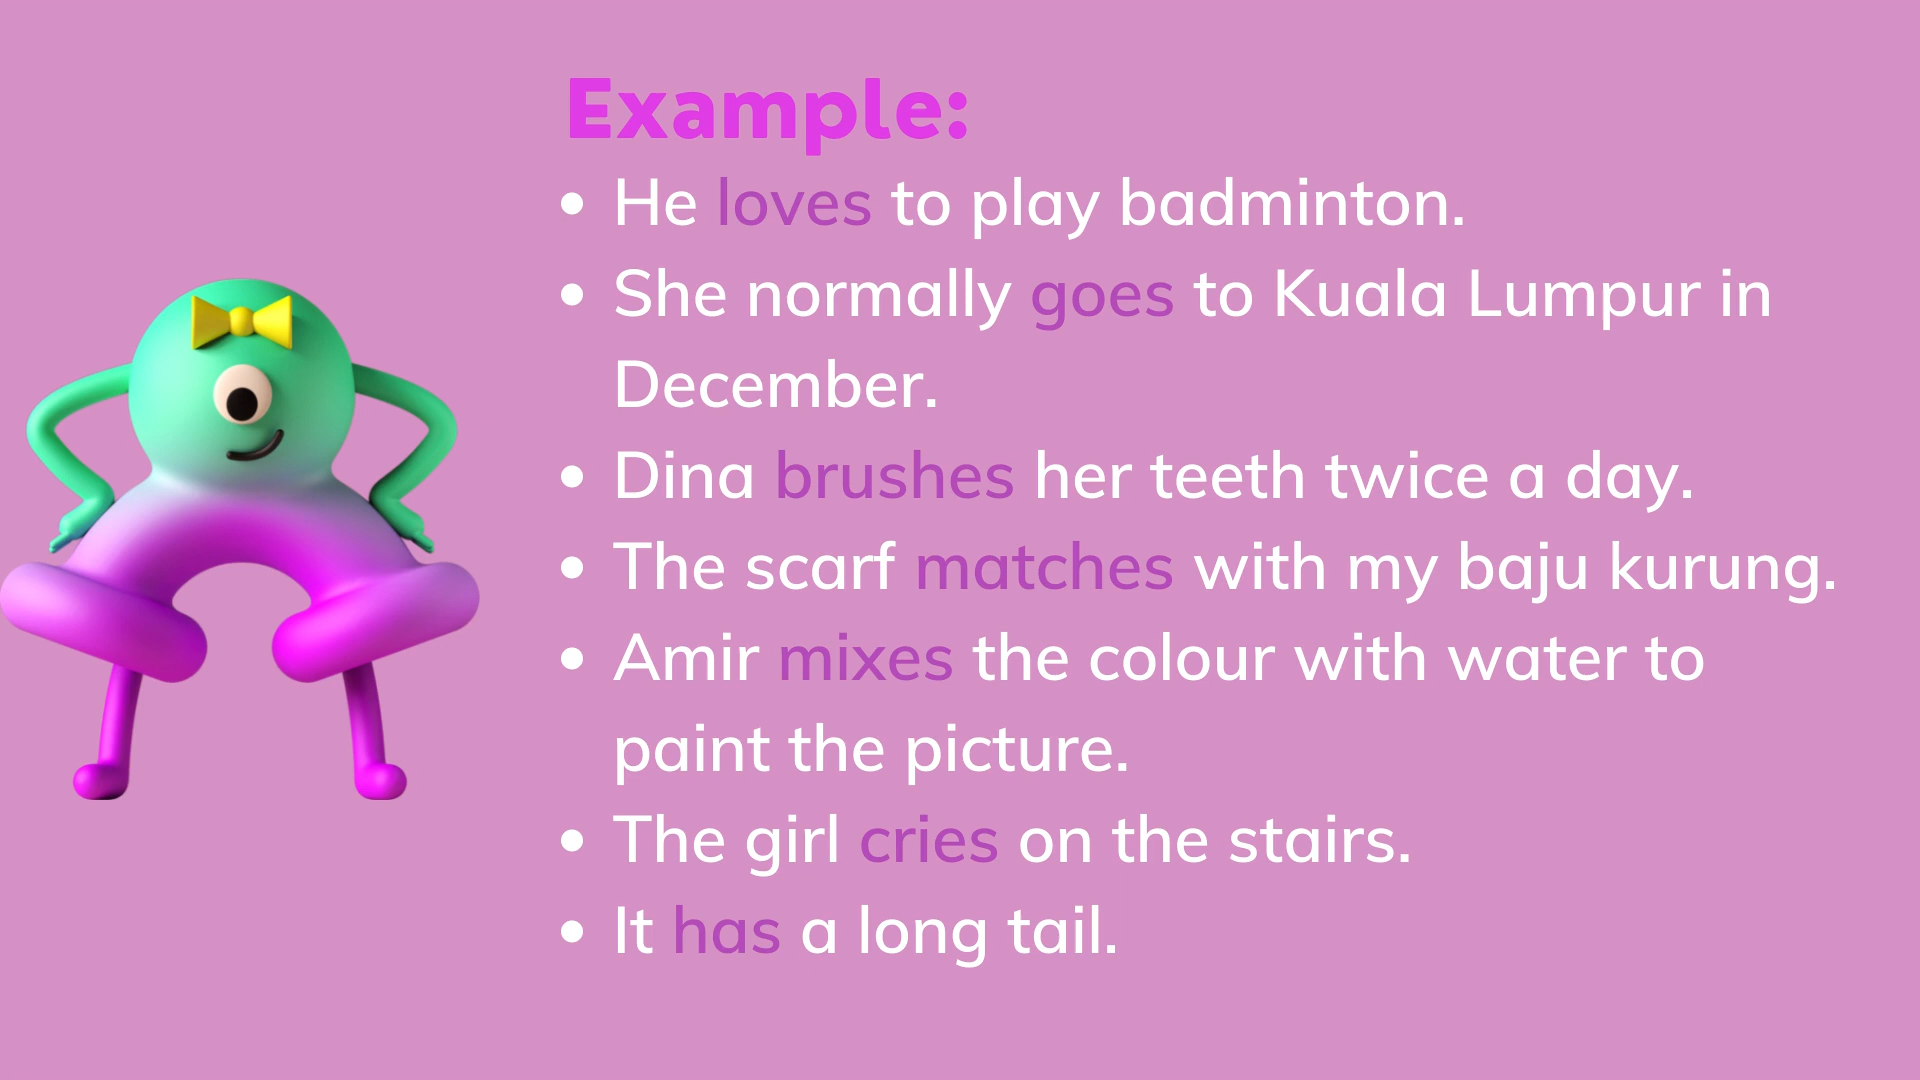 Example:
• He loves to play badminton.
• She normally goes to Kuala Lumpur in
December.
• Dina brushes her teeth twice a day.
• The scarf matches with my baju kurung.
• Amir mixes the colour with water to
paint the picture.
• The girl cries on the stairs.
• It has a long tail.